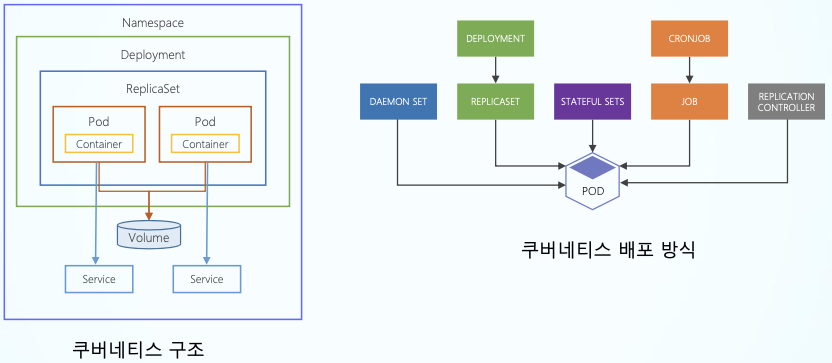 Namespace
Deployment
ReplicaSet
Pod
Container
Pod
Container
Volume
Service
Service
쿠버네티스 구조
DEPLOYMENT
CRONJOB
DAEMON SET
REPLICASET
STATEFUL SETS
JOB
REPLICATION
CONTROLLER
POD
쿠버네티스 배포 방식